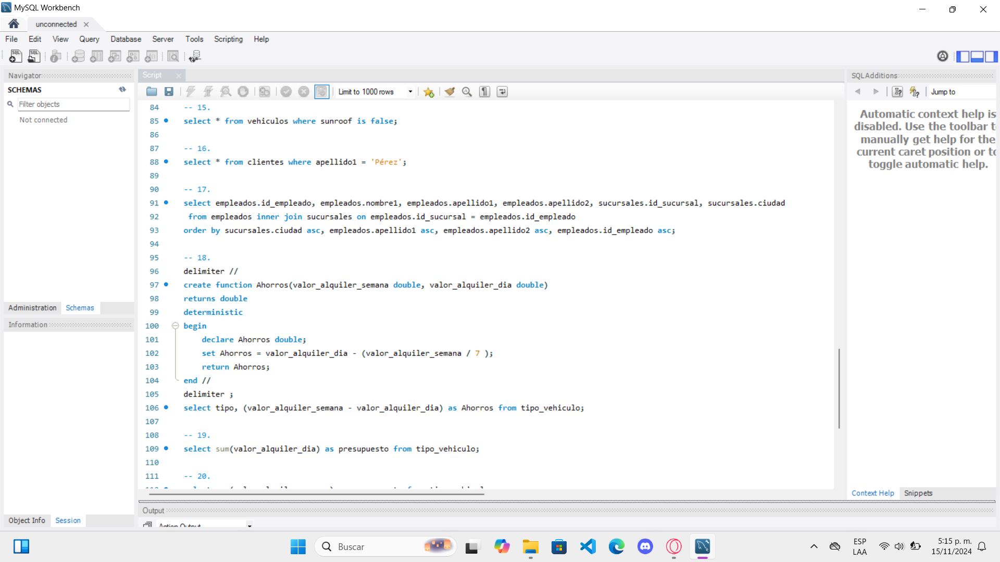 MySQL Workbench
unconnected
File Edit View Query Database Server Tools Scripting Help
Navigator
SCHEMAS
Filter objects
Not connected
Administration Schemas
Information
Object Info Session
Script
Limit to 1000 rows
84 -- 15.
85 select * from vehiculos where sunroof is false;
86
87 -- 16.
88 select * from clientes where apellido1 = 'Pérez';
89
90 -- 17.
91 select empleados.id_empleado, empleados.nombre1, empleados.apellido1, empleados.apellido2, sucursales.id_sucursal, sucursales.ciudad
92 from empleados inner join sucursales on empleados.id_sucursal = empleados.id_empleado
93 order by sucursales.ciudad asc, empleados.apellido1 asc, empleados.apellido2 asc, empleados.id_empleado asc;
94
95 -- 18.
96 delimiter //
97 create function Ahorros(valor_alquiler_semana double, valor_alquiler_dia double)
98 returns double
99 deterministic
100 begin
101 declare Ahorros double;
102 set Ahorros = valor_alquiler_dia - (valor_alquiler_semana / 7 );
103 return Ahorros;
104 end //
105 delimiter ;
106 select tipo, (valor_alquiler_semana - valor_alquiler_dia) as Ahorros from tipo_vehiculo;
107
108 -- 19.
109 select sum(valor_alquiler_dia) as presupuesto from tipo_vehiculo;
110
111 -- 20.
Output
Action Output
SQLAdditions
Jump to
Automatic context help is
disabled. Use the toolbar t
manually get help for the
current caret position or to
toggle automatic help.
Context Help Snippets
Buscar
ESP
LAA
5:15 p. m.
15/11/2024